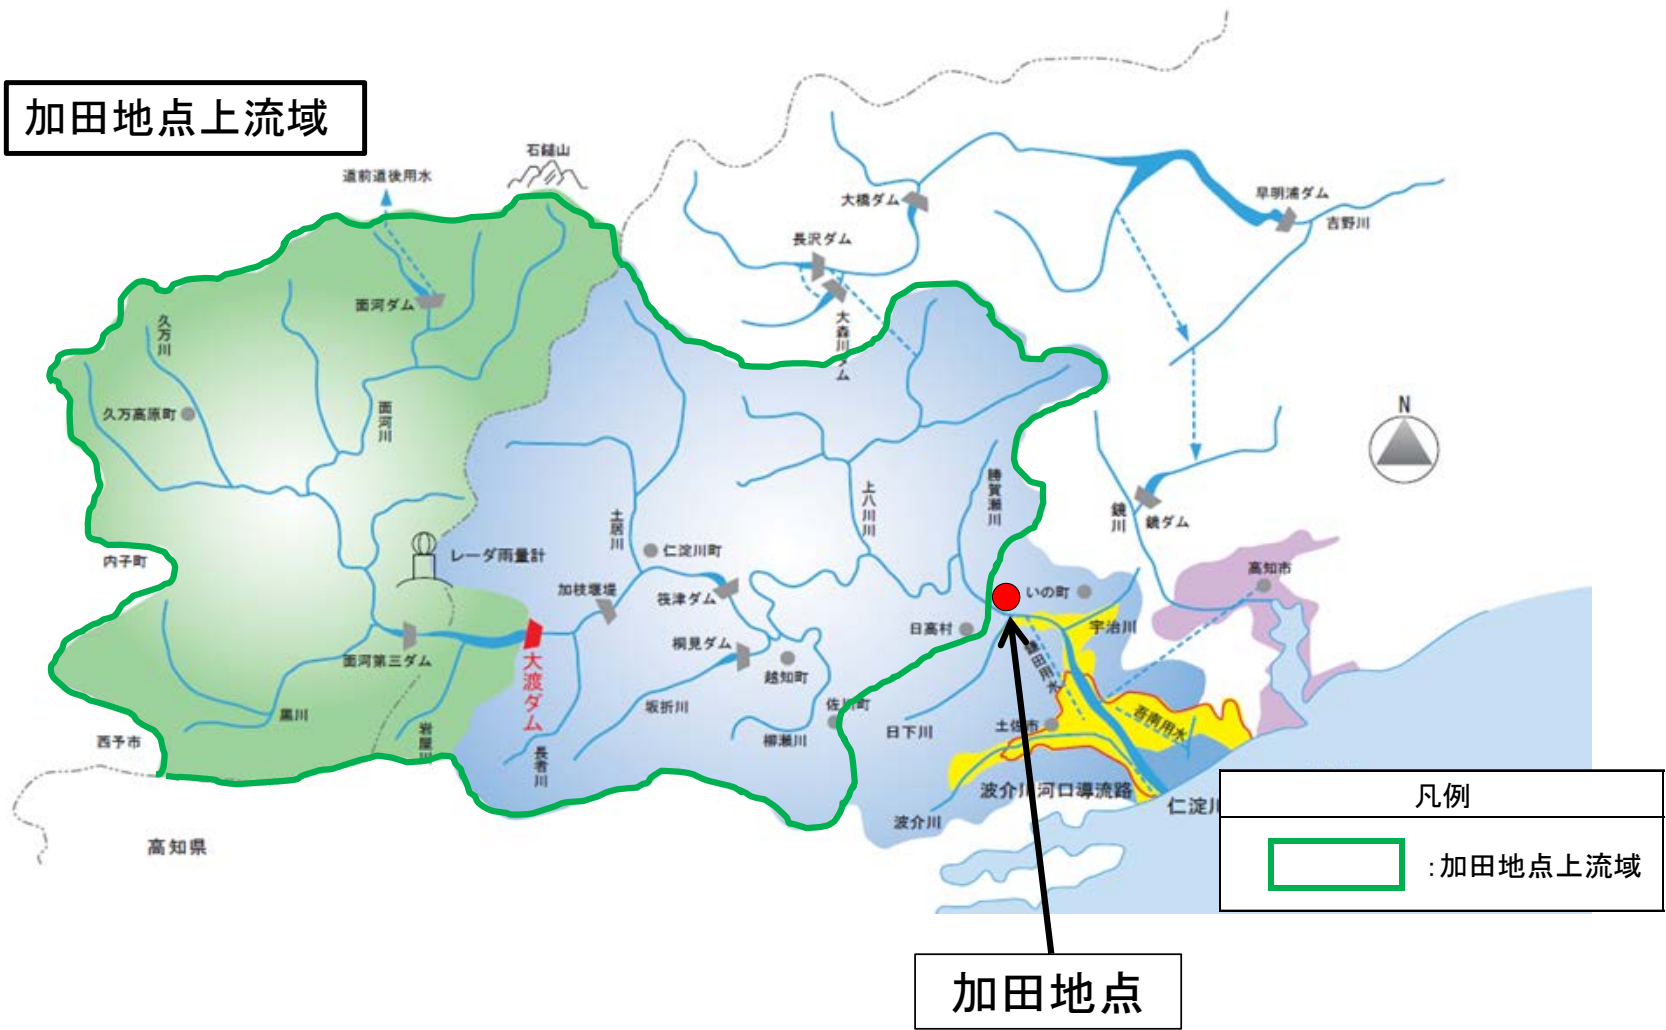 加田地点上流域
石鎚山
道前道後用水
早明浦ダム
大橋ダム
吉野川
長沢ダム
面河ダム
久万川
大森川ダム
久万高原町
面河川
N
勝賀瀬川
上八川川
鏡川
鏡ダム
土居川
仁淀川町
レーダ雨量計
内子町
高知市
加枝堰堤
筏津ダム
いの町
日高村
宇治川
桐見ダム
面河第三ダム
大渡ダム
鎌田用水
越知町
佐川町
坂折川
黒川
吾南用水
土佐市
日下川
柳瀬川
西予市
岩屋川
長者川
波介川河口導流路
仁淀川
波介川
高知県
凡例
:加田地点上流域
加田地点